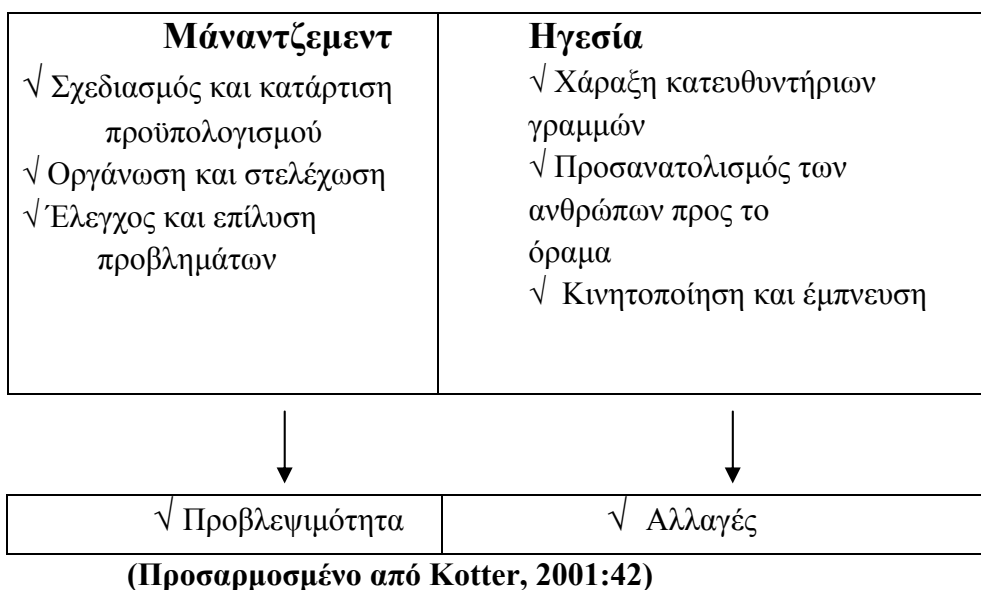 Μάναντζεμεντ
√ Σχεδιασμός και κατάρτιση
προϋπολογισμού
√ Οργάνωση και στελέχωση
√ Έλεγχος και επίλυση
προβλημάτων
Ηγεσία
√ Χάραξη κατευθυντήριων
γραμμών
√ Προσανατολισμός των
ανθρώπων προς το
όραμα
√ Κινητοποίηση και έμπνευση
√ Προβλεψιμότητα
√ Αλλαγές
(Προσαρμοσμένο από Kotter, 2001:42)